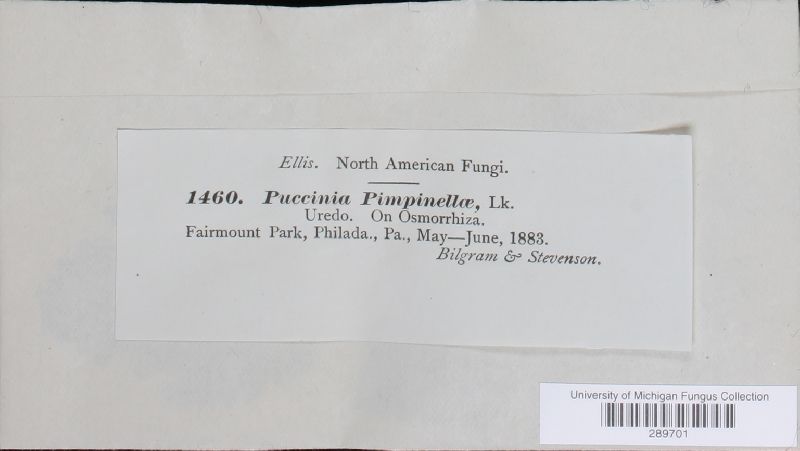 Ellis. North American Fungi.
1460. Puccinia Pimpinellæ, Lk.
Uredo. On Osmorrhiza.
Fairmount Park, Philada., Pa., May—June, 1883.
Bilgram & Stevenson.
University of Michigan Fungus Collection
289701